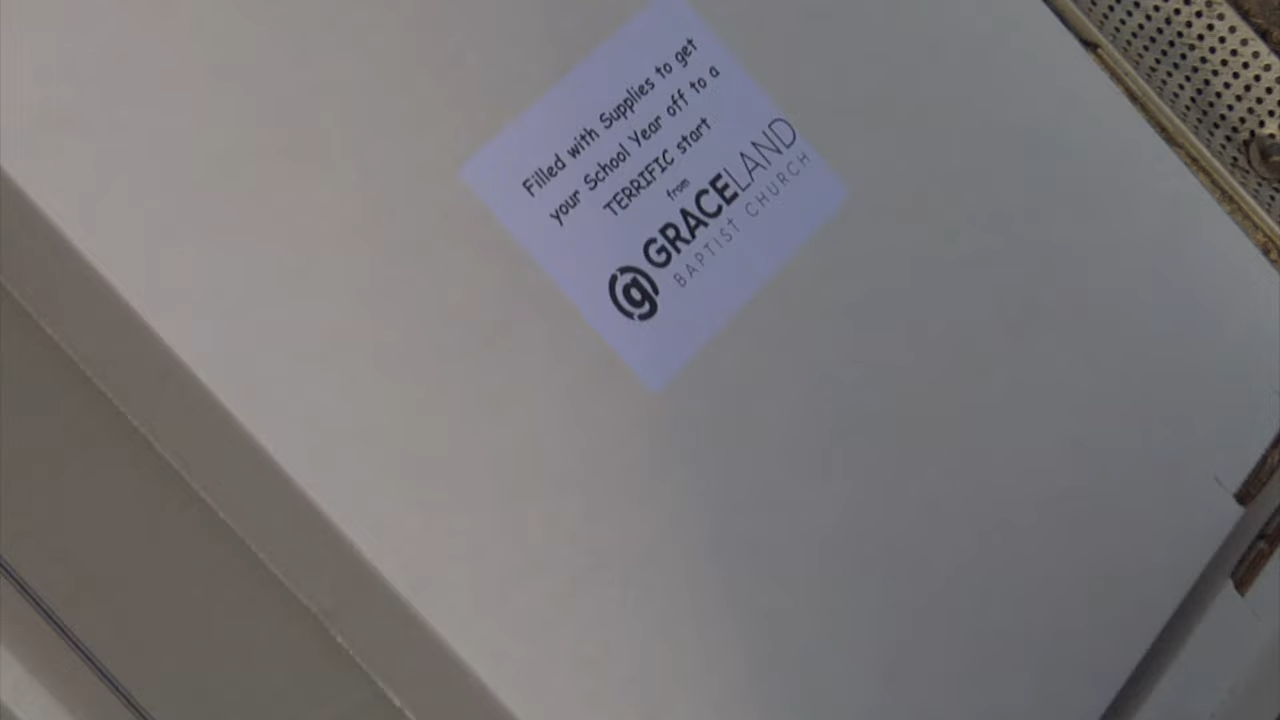 Filled with Supplies to get
your School Year off to a
TERRIFIC start
from
g GRACELAND
BAPTIST CHURCH